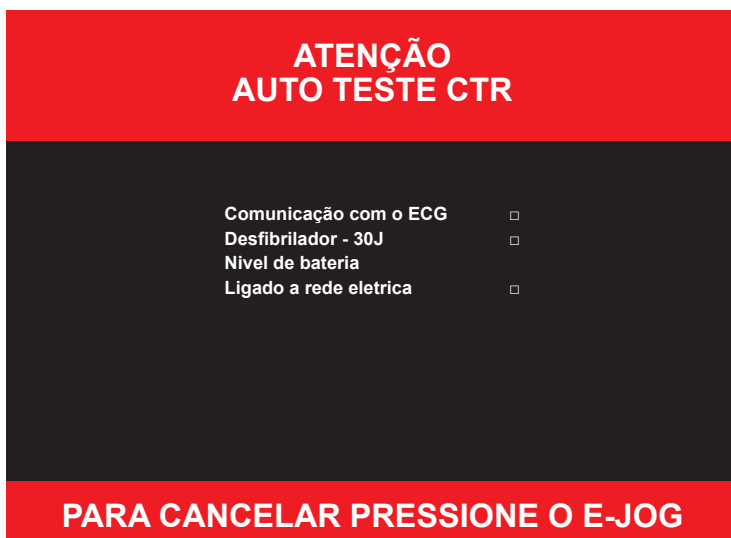 ATENÇÃO
AUTO TESTE CTR
Comunicação com o ECG □
Desfibrilador - 30J □
Nivel de bateria
Ligado a rede eletrica □
PARA CANCELAR PRESSIONE O E-JOG